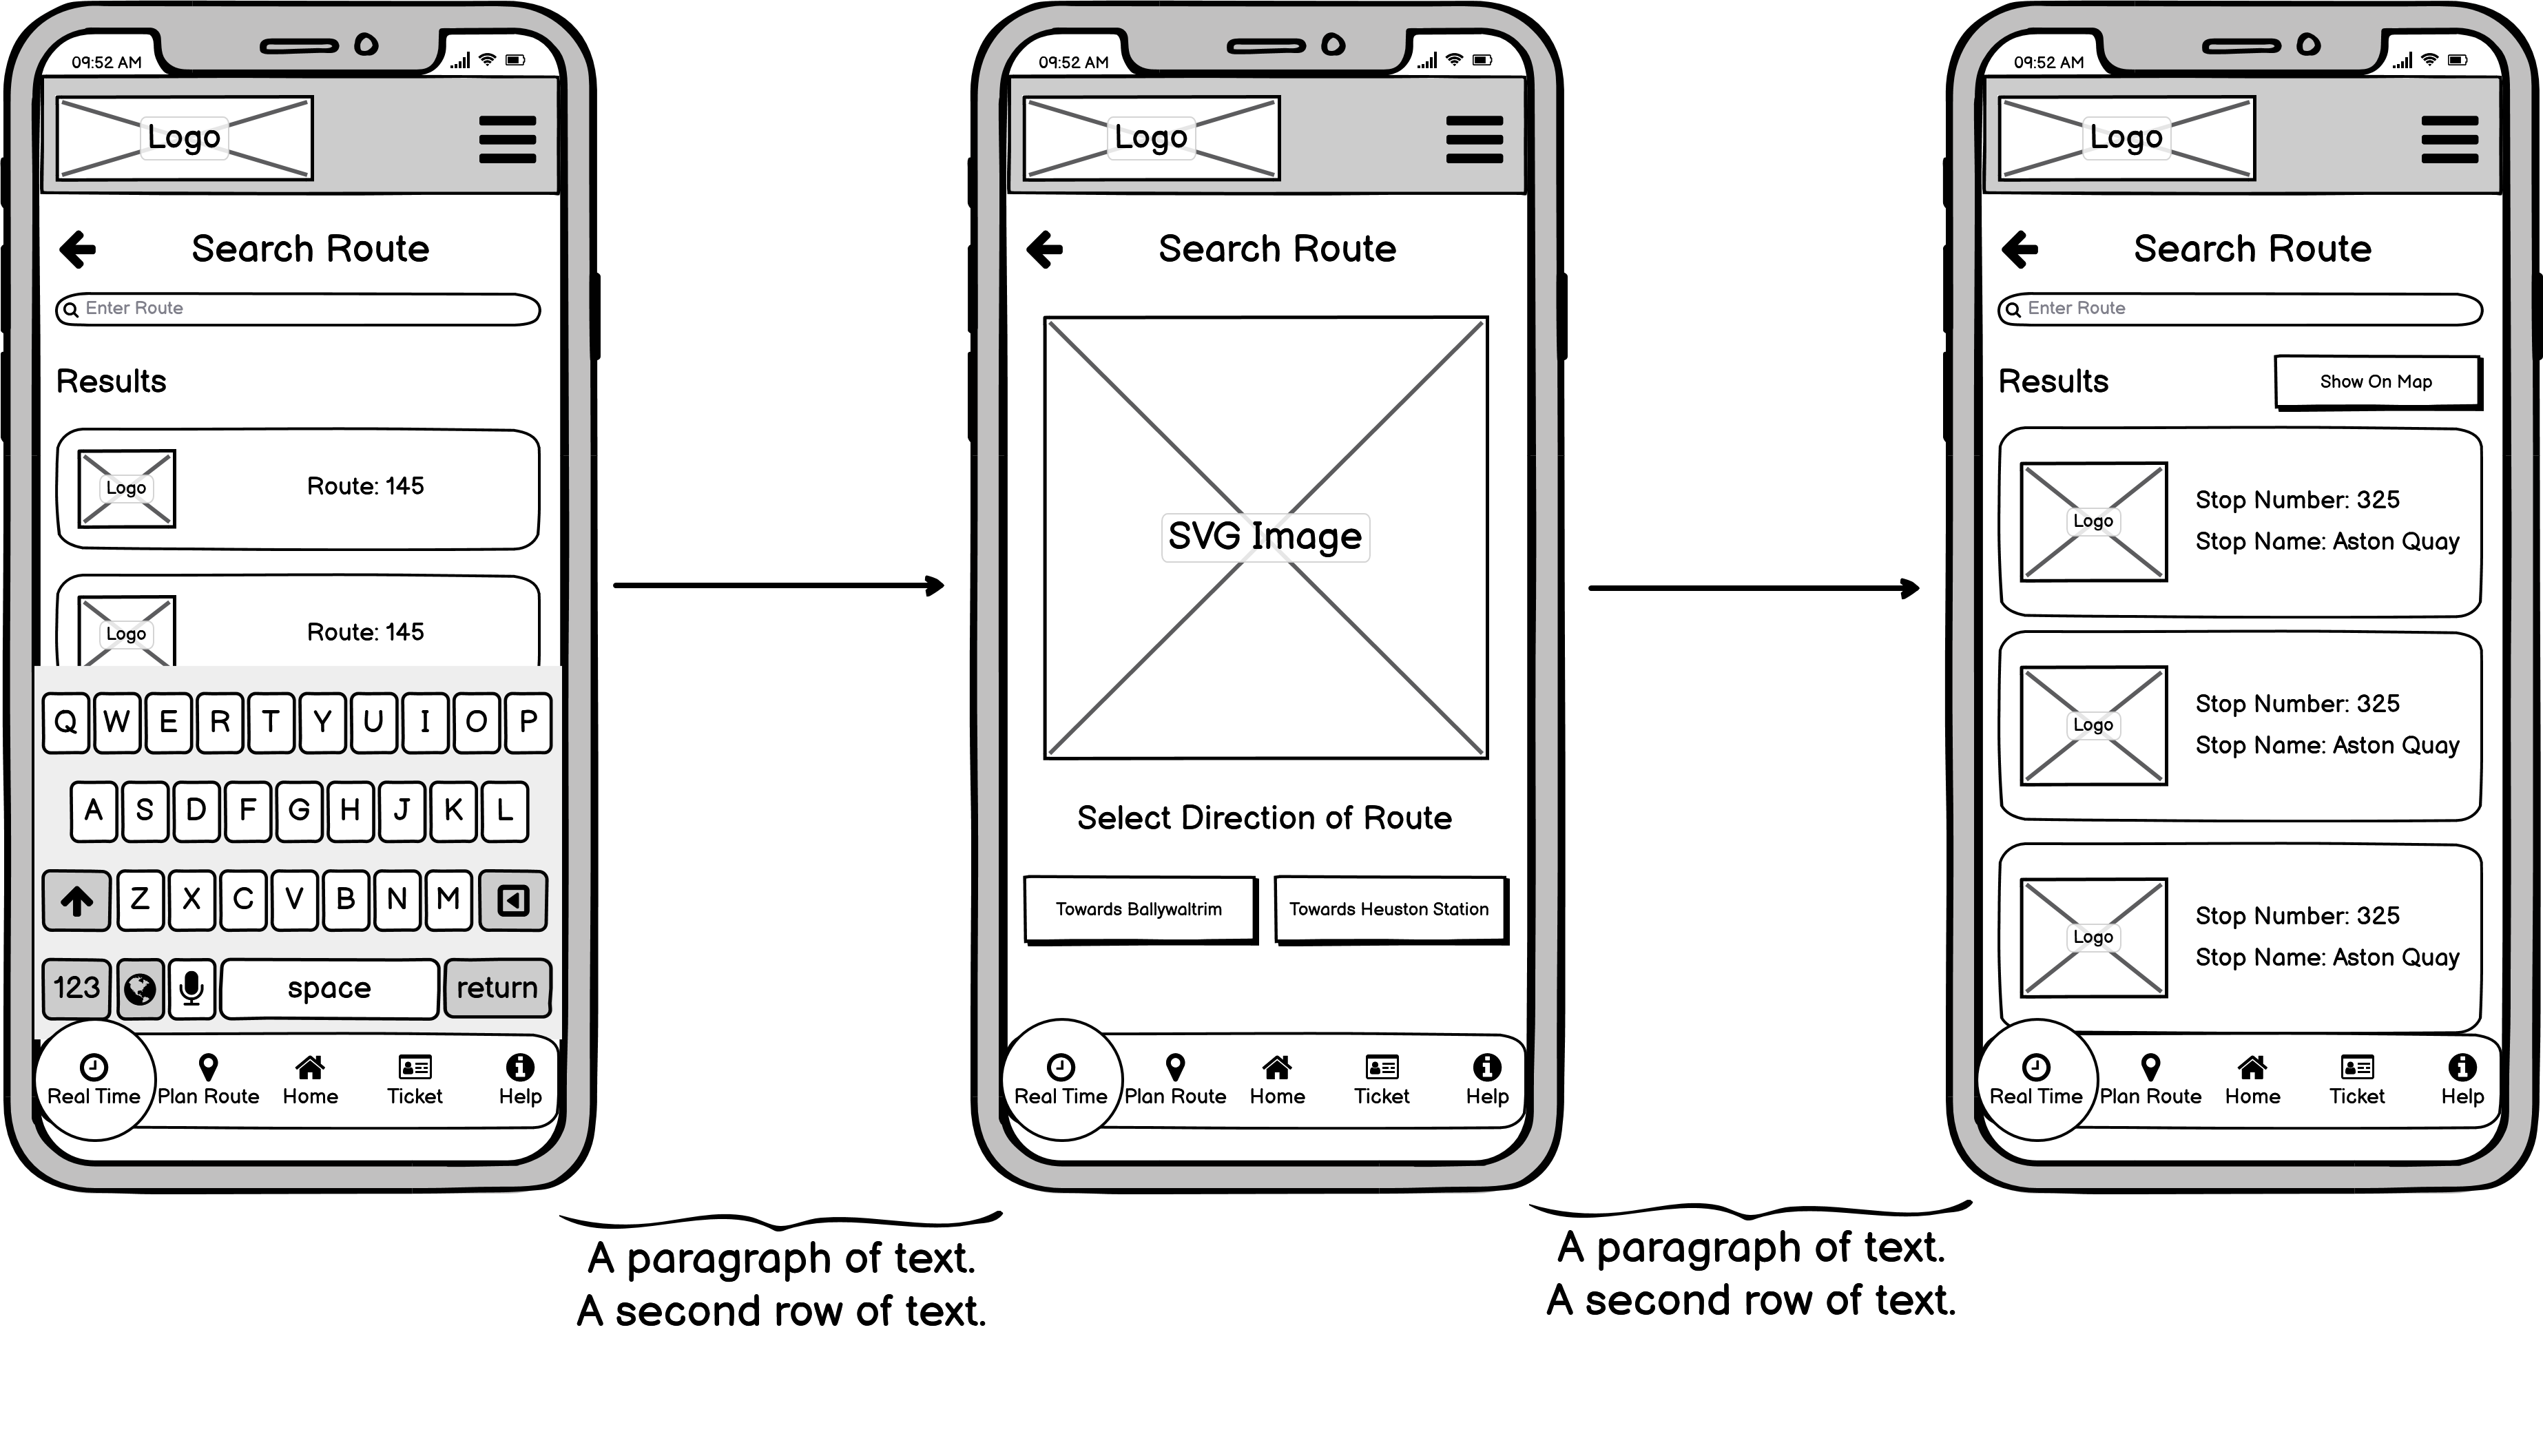 09:52 AM
Logo
Search Route
Enter Route
Results
Logo
Route: 145
Logo
Route: 145
Q W E R T Y U I O P
A S D F G H J K L
Z X C V B N M
123 space return
Real Time Plan Route Home Ticket Help
09:52 AM
Logo
Search Route
SVG Image
Select Direction of Route
Towards Ballywaltrim Towards Heuston Station
Real Time Plan Route Home Ticket Help
09:52 AM
Logo
Search Route
Enter Route
Results Show On Map
Logo
Stop Number: 325
Stop Name: Aston Quay
Logo
Stop Number: 325
Stop Name: Aston Quay
Logo
Stop Number: 325
Stop Name: Aston Quay
Real Time Plan Route Home Ticket Help
A paragraph of text.
A second row of text.
A paragraph of text.
A second row of text.